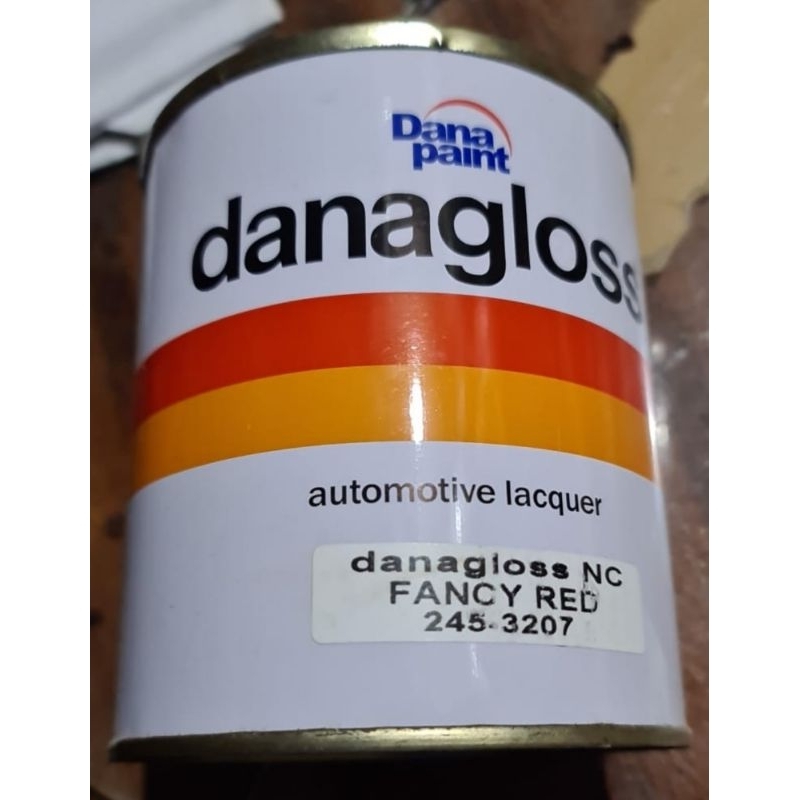 Dana
paint
danagloss
automotive lacquer
danagloss NC
FANCY RED
245-3207